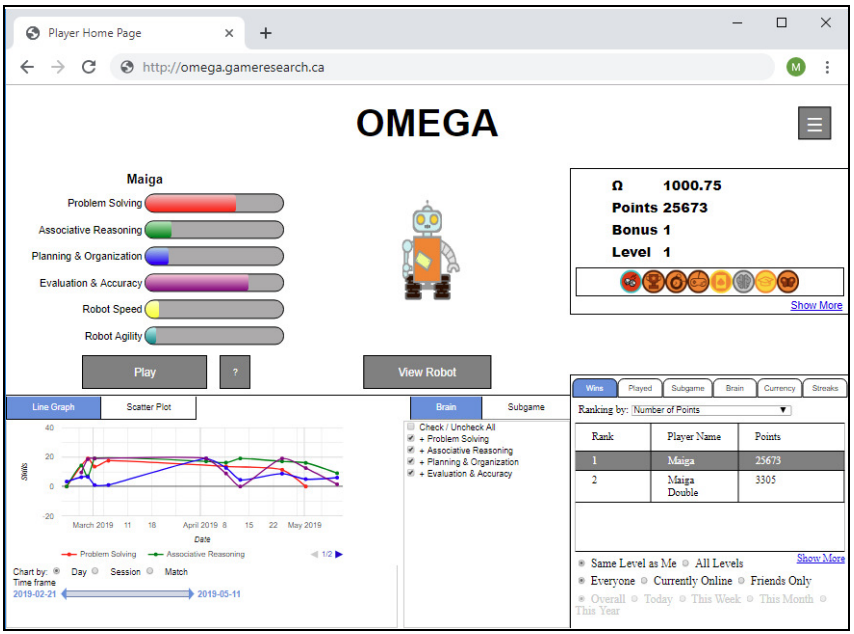 Player Home Page
http://omega.gameresearch.ca
M
OMEGA
Maiga
Problem Solving
Associative Reasoning
Planning & Organization
Evaluation & Accuracy
Robot Speed
Robot Agility
Play ?
View Robot
Ω 1000.75
Points 25673
Bonus 1
Level 1
Show More
Line Graph Scatter Plot
40
20
0
-20
Skills
March 2019 11 18 April 2019 8 15 22 May 2019
Date
Problem Solving Associative Reasoning 1/2
Chart by: Day Session Match
Time frame
2019-02-21 2019-05-11
Brain Subgame
Check / Uncheck All
+ Problem Solving
+ Associative Reasoning
+ Planning & Organization
+ Evaluation & Accuracy
Wins Played Subgame Brain Currency Streaks
Ranking by: Number of Points
Rank Player Name Points
1 Maiga 25673
2 Maiga Double 3305
Show More
Same Level as Me All Levels
Everyone Currently Online Friends Only
Overall Today This Week This Month
This Year